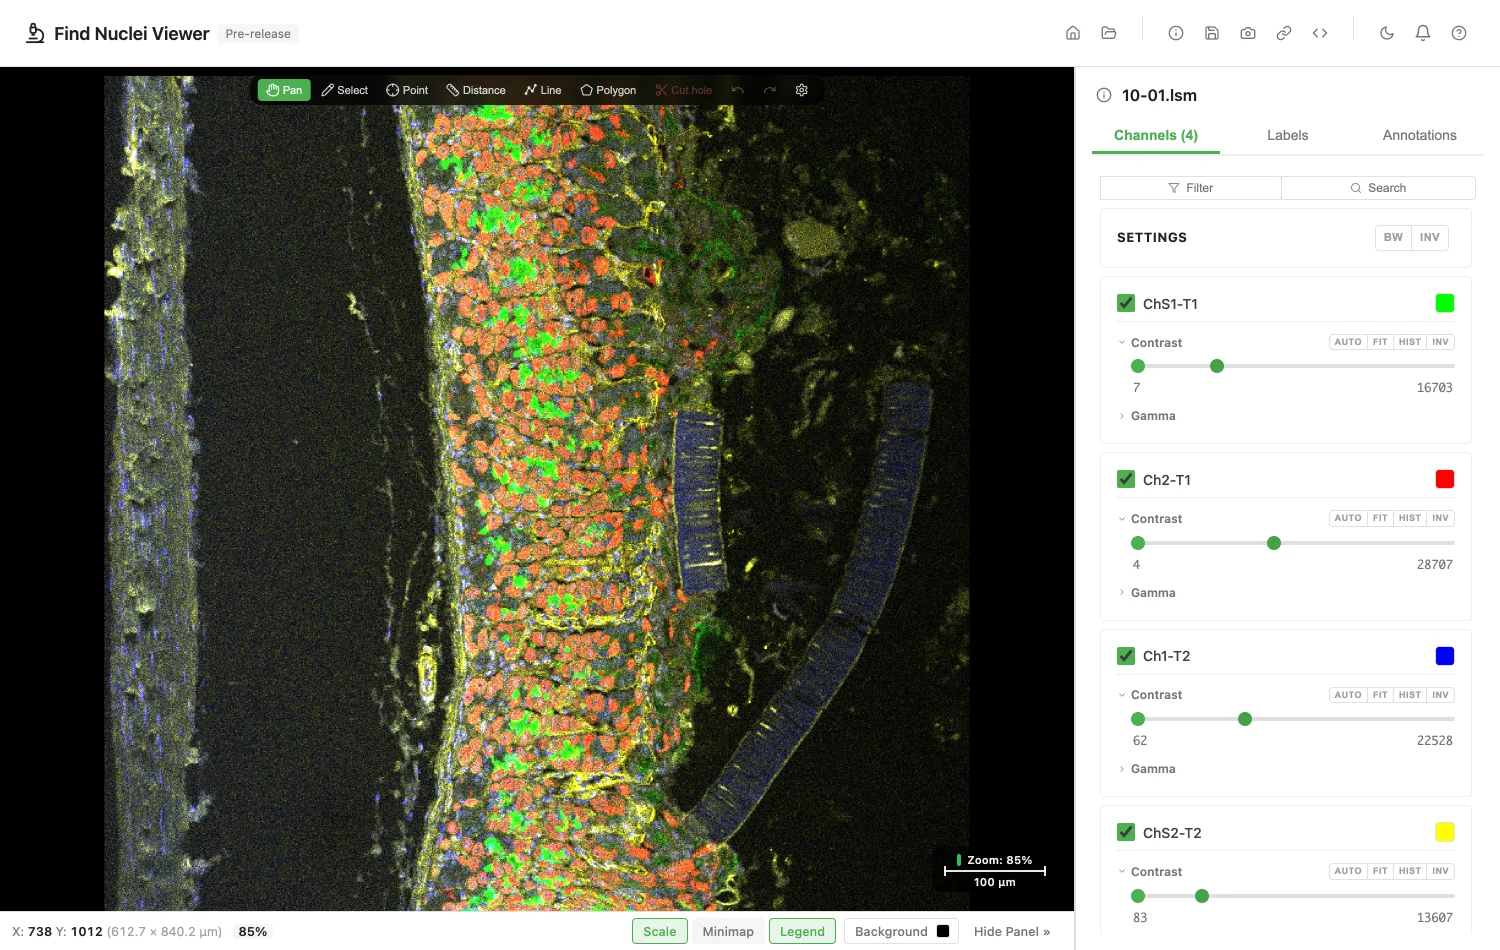 Find Nuclei Viewer Pre-release
Pan Select Point Distance Line Polygon Cut hole
10-01.lsm
Channels (4) Labels Annotations
Filter Search
SETTINGS BW INV
ChS1-T1
Contrast AUTO FIT HIST INV
7 16703
Gamma
Ch2-T1
Contrast AUTO FIT HIST INV
4 28707
Gamma
Ch1-T2
Contrast AUTO FIT HIST INV
62 22528
Gamma
ChS2-T2
Contrast AUTO FIT HIST INV
83 13607
Zoom: 85%
100 µm
X: 738 Y: 1012 (612.7 × 840.2 µm) 85% Scale Minimap Legend Background Hide Panel »